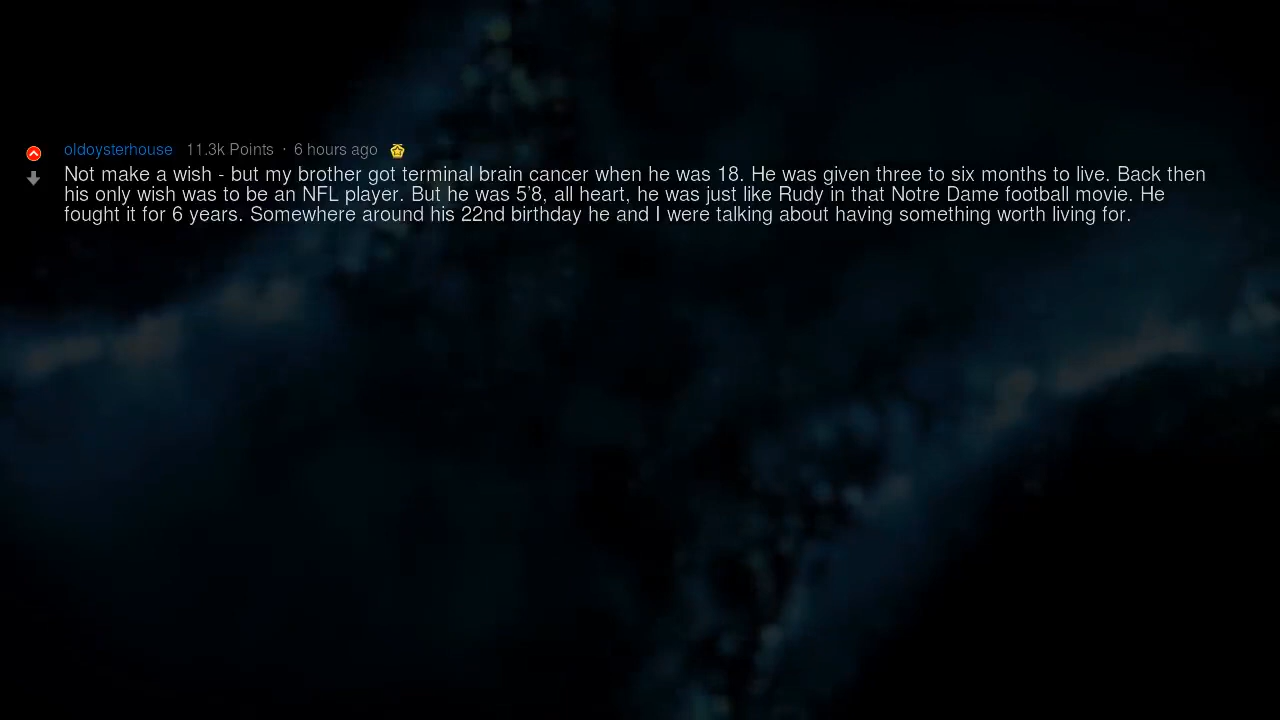 oldoysterhouse 11.3k Points · 6 hours ago
Not make a wish - but my brother got terminal brain cancer when he was 18. He was given three to six months to live. Back then
his only wish was to be an NFL player. But he was 5'8, all heart, he was just like Rudy in that Notre Dame football movie. He
fought it for 6 years. Somewhere around his 22nd birthday he and I were talking about having something worth living for.